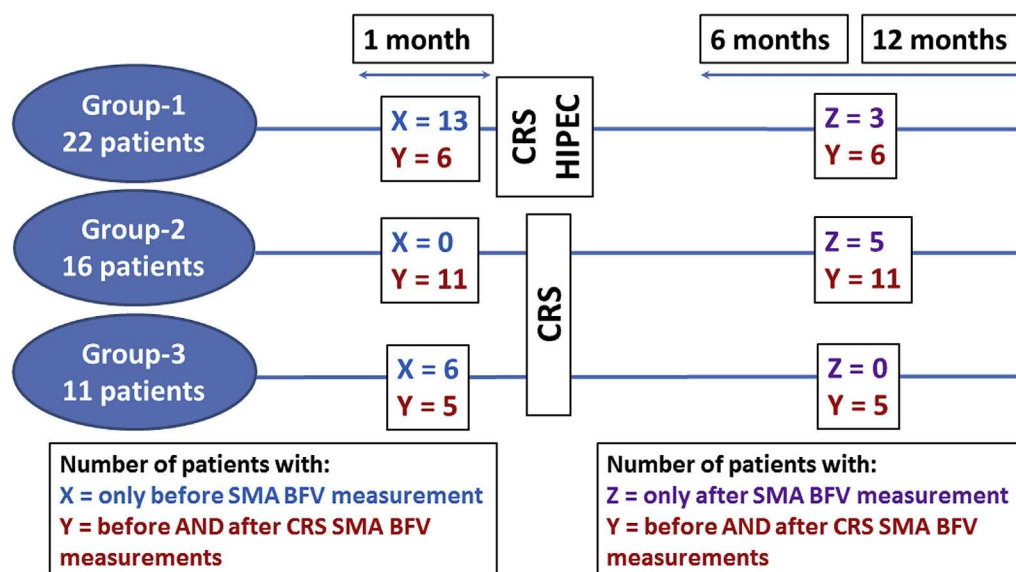 1 month
6 months
12 months
Group-1
22 patients
X = 13
Y = 6
CRS
HIPEC
Z = 3
Y = 6
Group-2
16 patients
X = 0
Y = 11
CRS
Z = 5
Y = 11
Group-3
11 patients
X = 6
Y = 5
Z = 0
Y = 5
Number of patients with:
X = only before SMA BFV measurement
Y = before AND after CRS SMA BFV
measurements
Number of patients with:
Z = only after SMA BFV measurement
Y = before AND after CRS SMA BFV
measurements